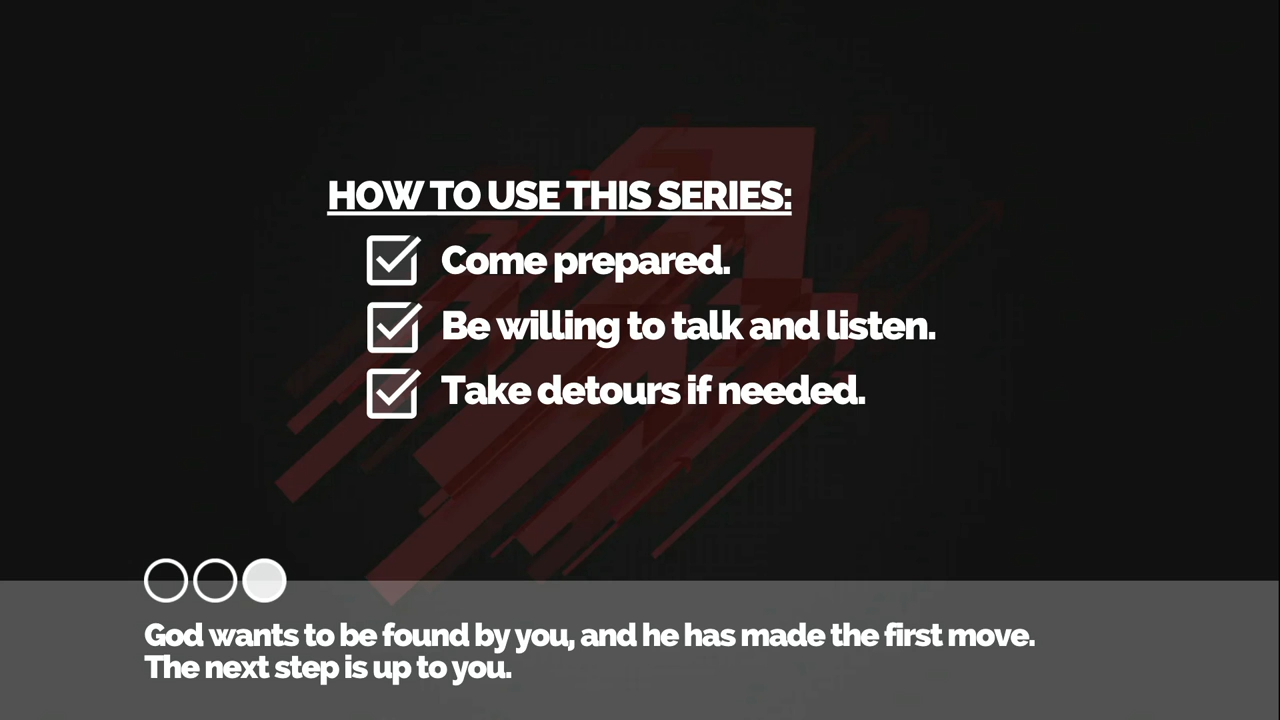 HOW TO USE THIS SERIES:
Come prepared.
Be willing to talk and listen.
Take detours if needed.
God wants to be found by you, and he has made the first move.
The next step is up to you.